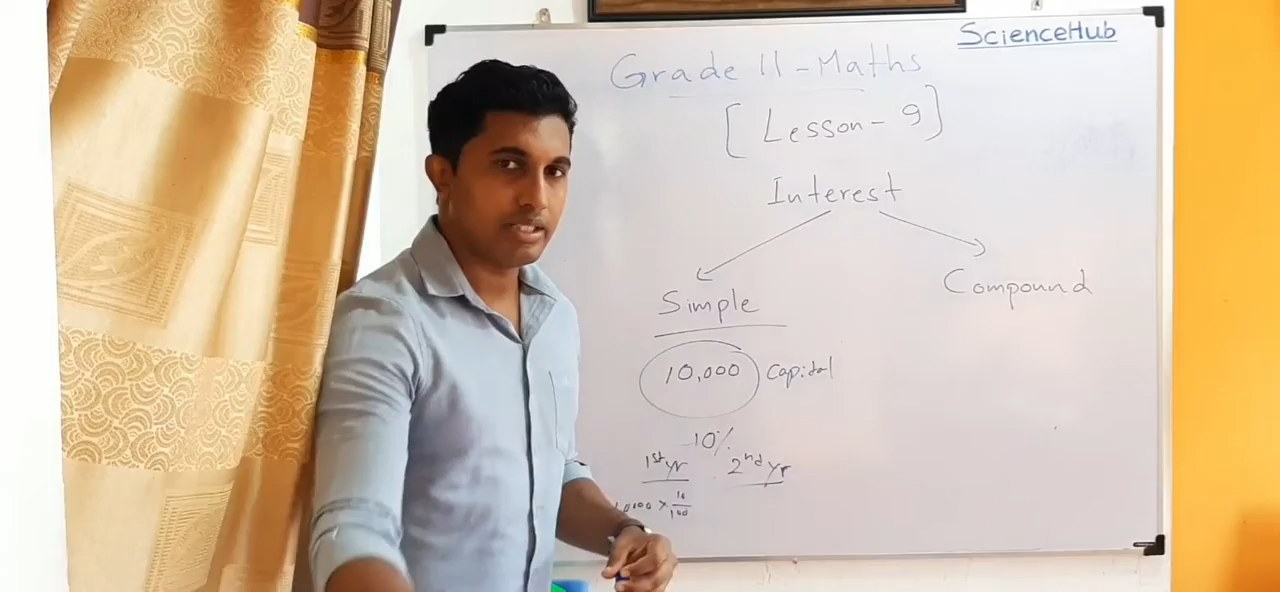 ScienceHub
Grade 11 - Maths
[ Lesson - 9 ]
Interest
Simple
Compound
10,000 Capital
10%
1st yr 2nd yr
10,000 × 10/100